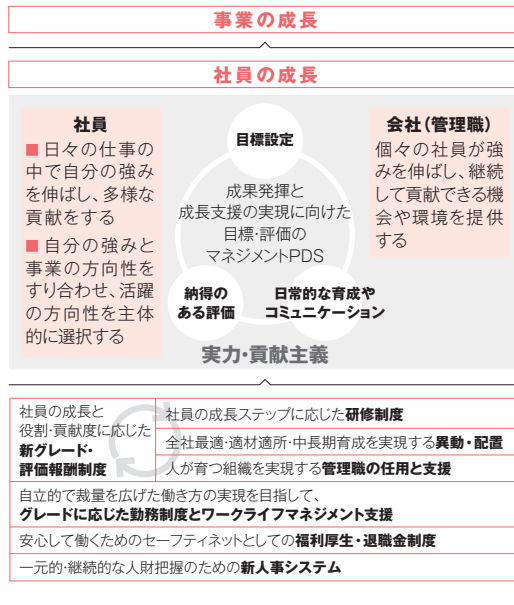 事業の成長
社員の成長
社員
■日々の仕事の
中で自分の強み
を伸ばし、多様な
貢献をする
■自分の強みと
事業の方向性を
すり合わせ、活躍
の方向性を主体
的に選択する
目標設定
成果発揮と
成長支援の実現に向けた
目標・評価の
マネジメントPDS
納得の
ある評価
日常的な育成や
コミュニケーション
会社（管理職）
個々の社員が強
みを伸ばし、継続
して貢献できる機
会や環境を提供
する
実力・貢献主義
社員の成長と
役割・貢献度に応じた
新グレード・
評価報酬制度
社員の成長ステップに応じた研修制度
全社最適・適材適所・中長期育成を実現する異動・配置
人が育つ組織を実現する管理職の任用と支援
自立的で裁量を広げた働き方の実現を目指して、
グレードに応じた勤務制度とワークライフマネジメント支援
安心して働くためのセーフティネットとしての福利厚生・退職金制度
一元的・継続的な人財把握のための新人事システム